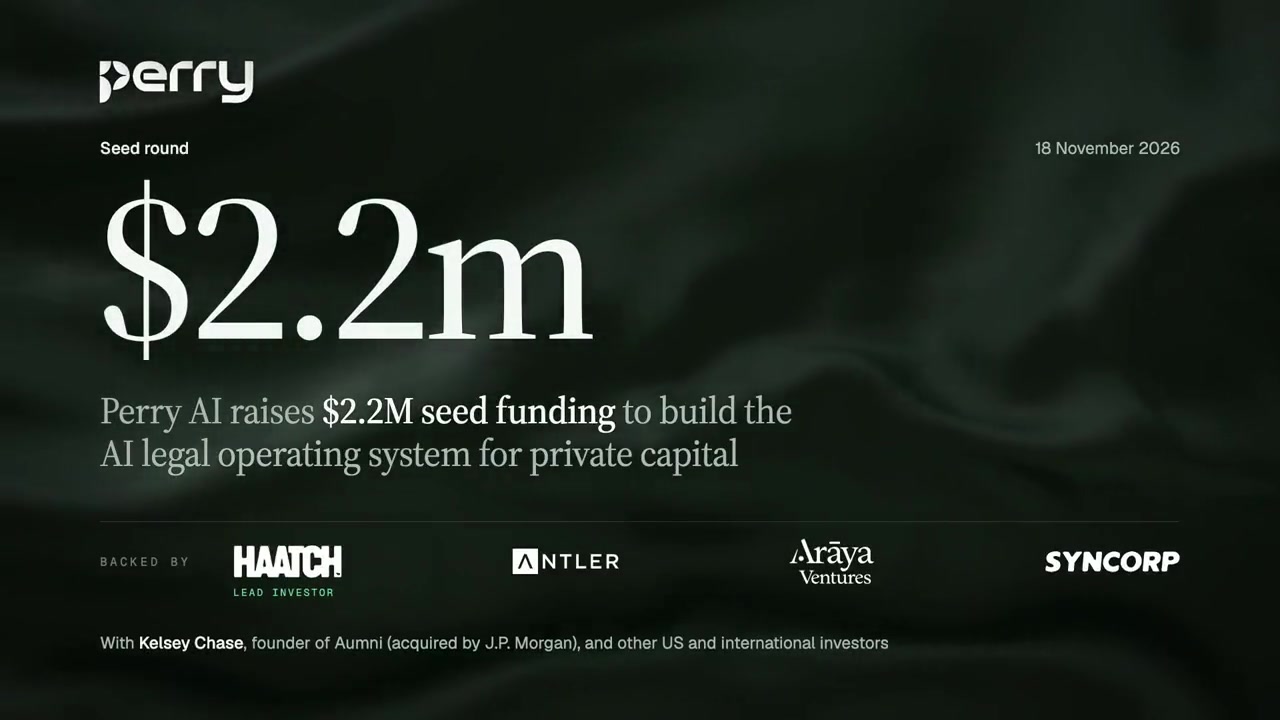 perry
Seed round
18 November 2026
$2.2m
Perry AI raises $2.2M seed funding to build the
AI legal operating system for private capital
BACKED BY
HAATCH
LEAD INVESTOR
ANTLER
Arāya
Ventures
SYNCORP
With Kelsey Chase, founder of Aumni (acquired by J.P. Morgan), and other US and international investors